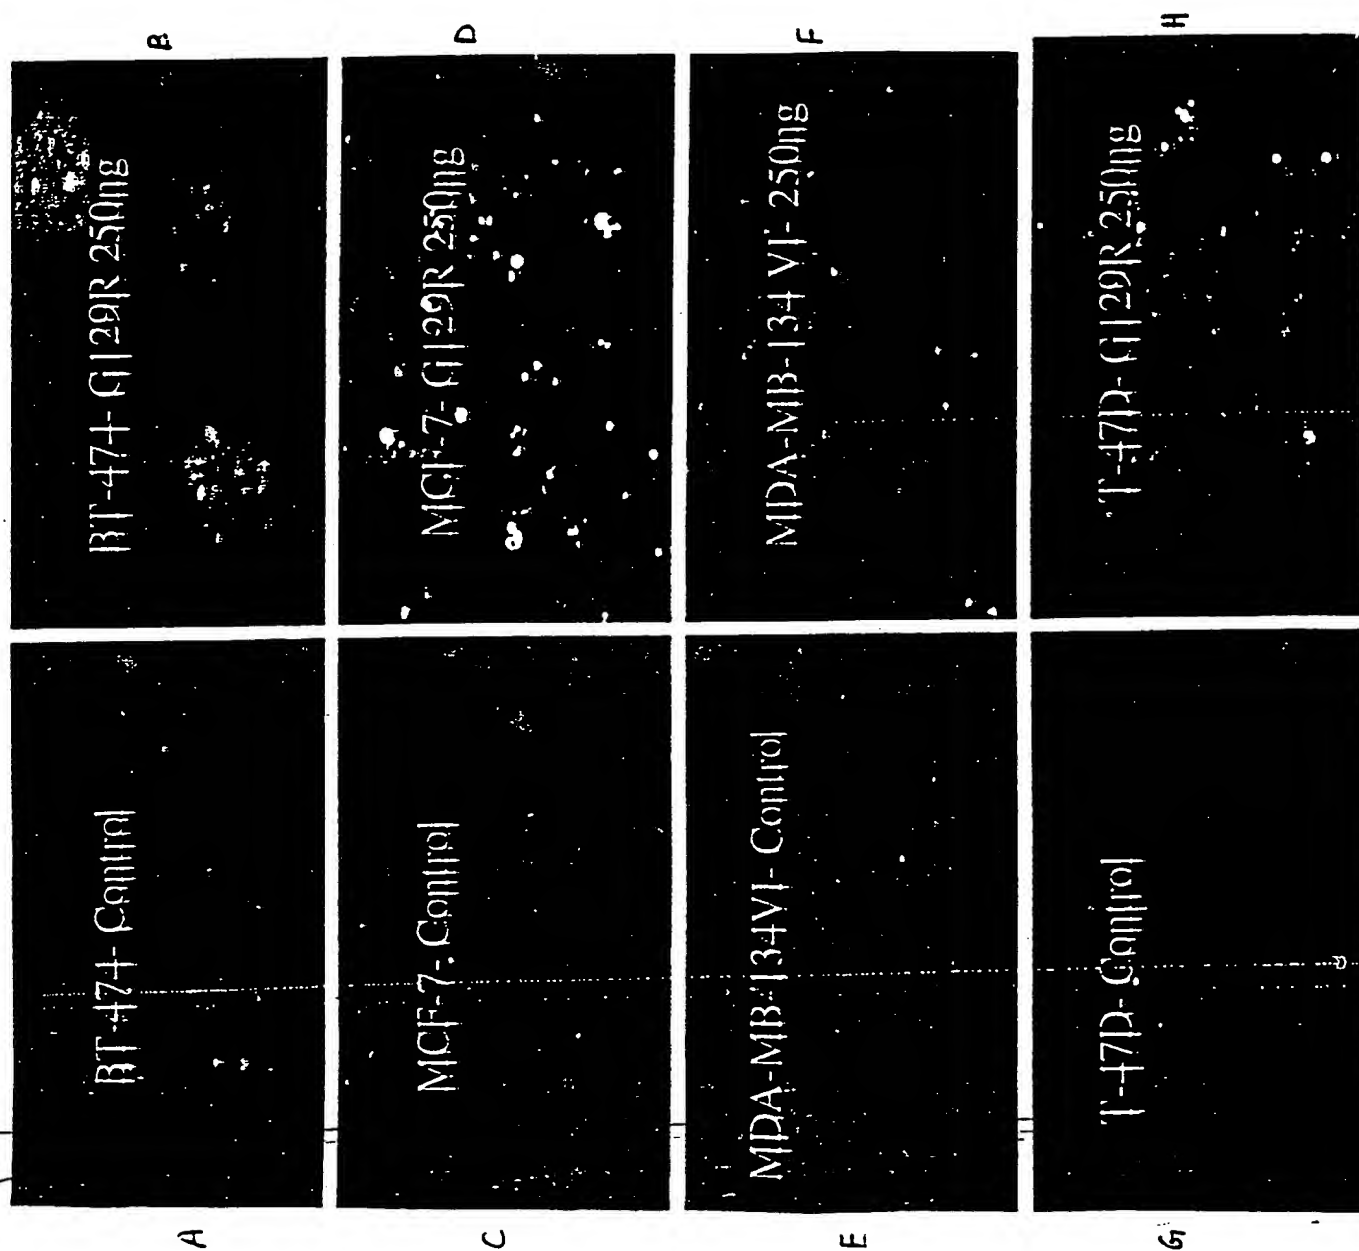 A
BT-474- Control
B
BT-474- G129R 250ng
C
MCF-7- Control
D
MCF-7- G129R 250ng
E
MDA-MB-134VI- Control
F
MDA-MB-134 VI- 250ng
G
T-47D- Control
H
T-47D- G129R 250ng